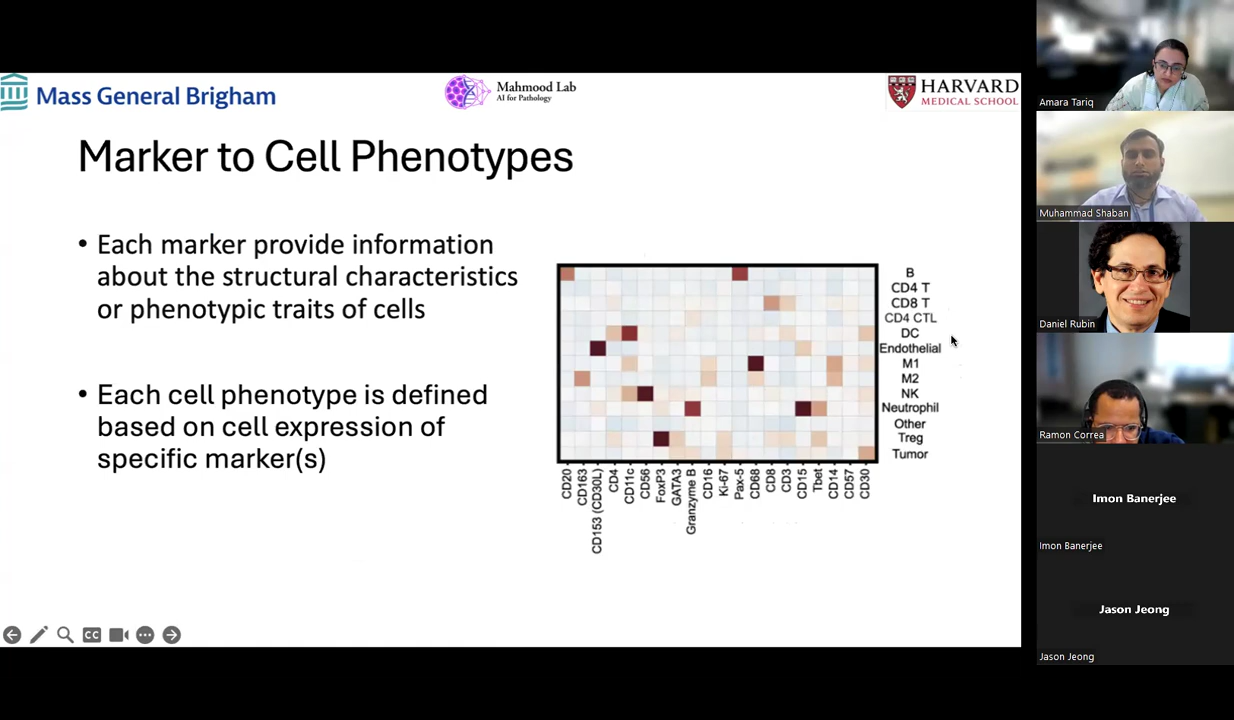 Mass General Brigham
Mahmood Lab
AI for Pathology
HARVARD
MEDICAL SCHOOL
Marker to Cell Phenotypes
• Each marker provide information
about the structural characteristics
or phenotypic traits of cells
• Each cell phenotype is defined
based on cell expression of
specific marker(s)
B
CD4 T
CD8 T
CD4 CTL
DC
Endothelial
M1
M2
NK
Neutrophil
Other
Treg
Tumor
CD20
CD163
CD153 (CD30L)
CD4
CD11c
CD56
FoxP3
GATA3
Granzyme B
CD16
Ki-67
Pax-5
CD68
CD8
CD3
CD15
Tbet
CD14
CD57
CD30
CC
Amara Tariq
Muhammad Shaban
Daniel Rubin
Ramon Correa
Imon Banerjee
Imon Banerjee
Jason Jeong
Jason Jeong